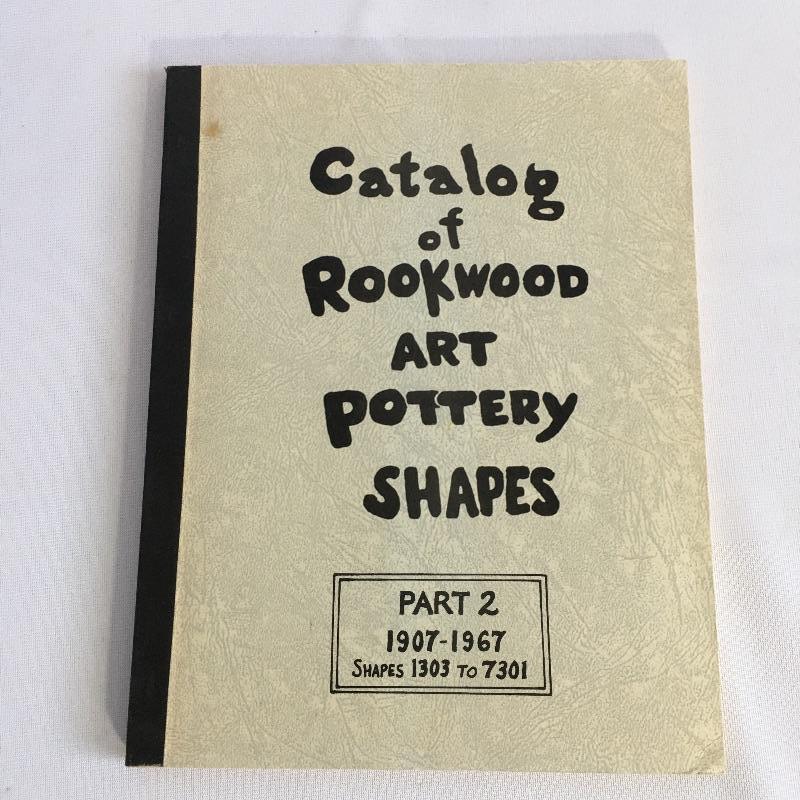 Catalog
of
ROOKWOOD
ART
POTTERY
SHAPES
PART 2
1907-1967
SHAPES 1303 TO 7301